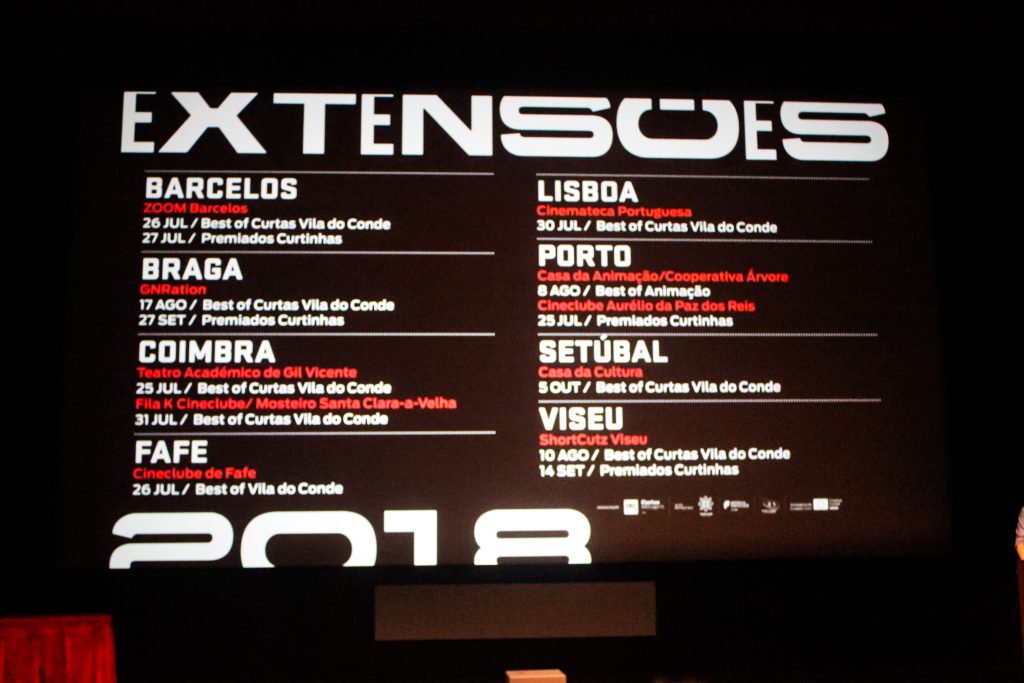 EXTENSÕES
BARCELOS
ZOOM Barcelos
26 JUL / Best of Curtas Vila do Conde
27 JUL / Premiados Curtinhas
BRAGA
GNRation
17 AGO / Best of Curtas Vila do Conde
27 SET / Premiados Curtinhas
COIMBRA
Teatro Académico de Gil Vicente
25 JUL / Best of Curtas Vila do Conde
Fila K Cineclube/ Mosteiro Santa Clara-a-Velha
31 JUL / Best of Curtas Vila do Conde
FAFE
Cineclube de Fafe
26 JUL / Best of Vila do Conde
LISBOA
Cinemateca Portuguesa
30 JUL / Best of Curtas Vila do Conde
PORTO
Casa da Animação/Cooperativa Árvore
8 AGO / Best of Animação
Cineclube Aurélio da Paz dos Reis
25 JUL / Premiados Curtinhas
SETÚBAL
Casa da Cultura
5 OUT / Best of Curtas Vila do Conde
VISEU
ShortCutz Viseu
10 AGO / Best of Curtas Vila do Conde
14 SET / Premiados Curtinhas
2018